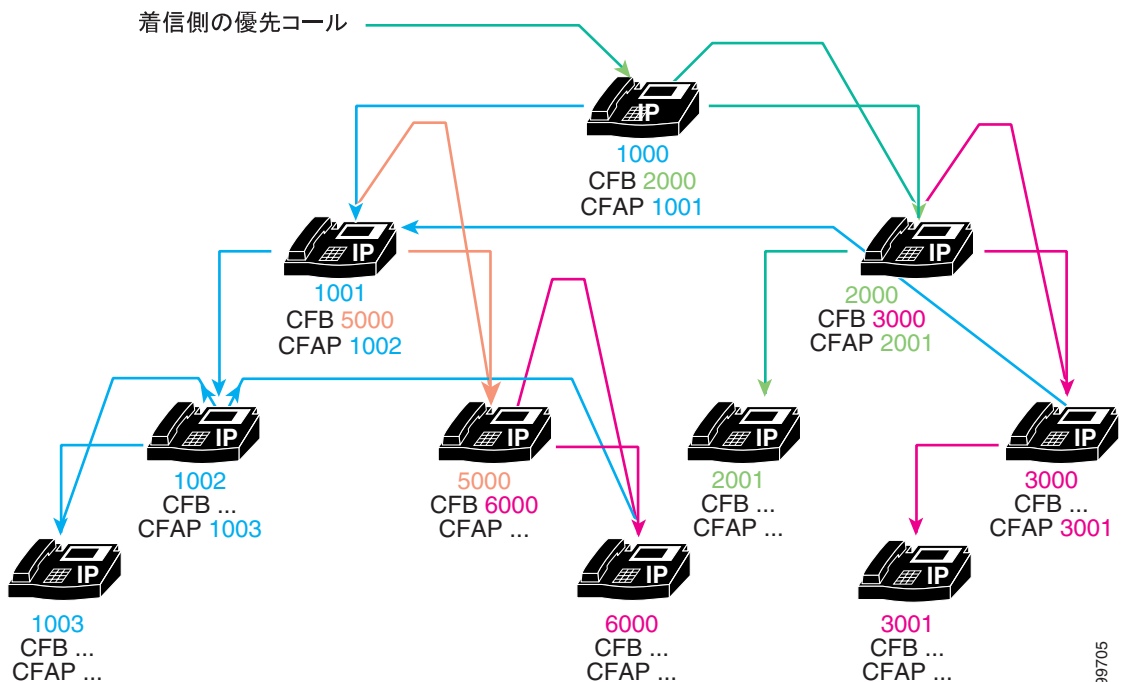 着信側の優先コール
IP
1000
CFB 2000
CFAP 1001
IP
1001
CFB 5000
CFAP 1002
IP
2000
CFB 3000
CFAP 2001
IP
1002
CFB ...
CFAP 1003
IP
5000
CFB 6000
CFAP ...
IP
2001
CFB ...
CFAP ...
IP
3000
CFB ...
CFAP 3001
IP
1003
CFB ...
CFAP ...
IP
6000
CFB ...
CFAP ...
IP
3001
CFB ...
CFAP ...
99705